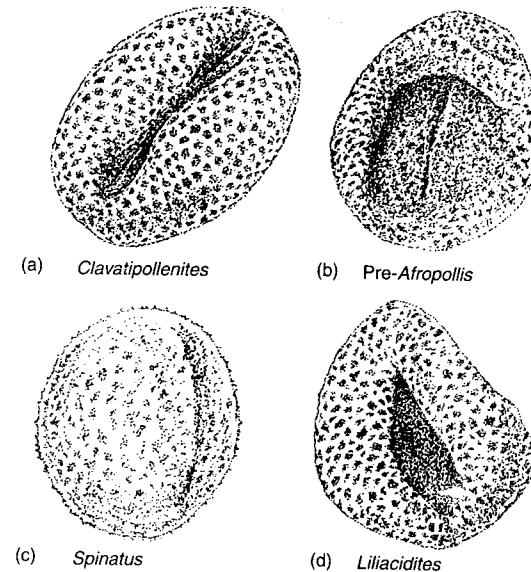 (a) Clavatipollenites
(b) Pre-Afropollis
(c) Spinatus
(d) Liliacidites